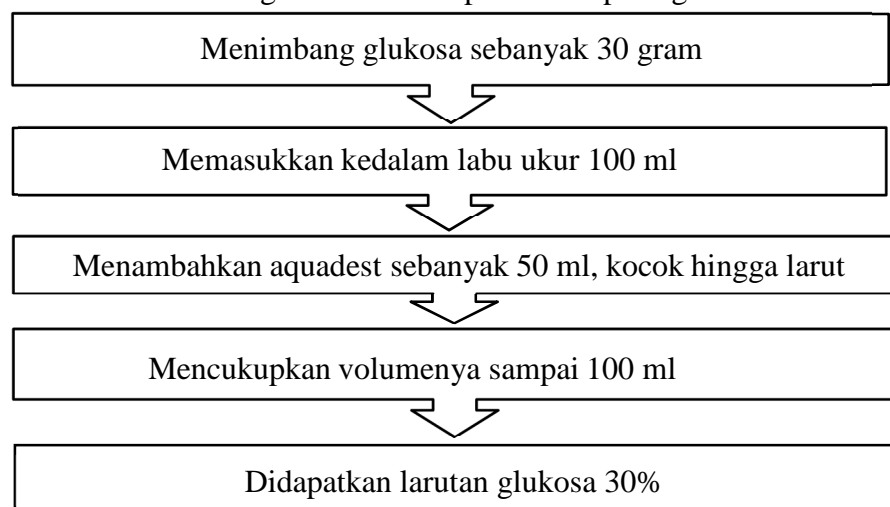 Menimbang glukosa sebanyak 30 gram
Memasukkan kedalam labu ukur 100 ml
Menambahkan aquadest sebanyak 50 ml, kocok hingga larut
Mencukupkan volumenya sampai 100 ml
Didapatkan larutan glukosa 30%